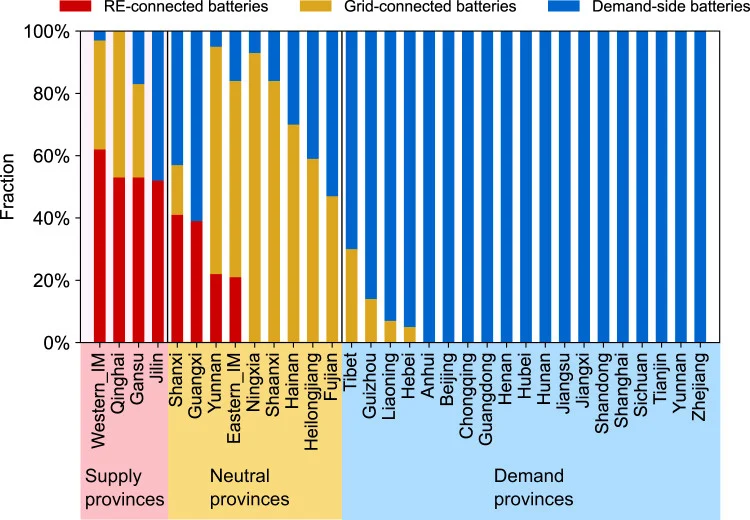 RE-connected batteries Grid-connected batteries Demand-side batteries
100%
80%
60%
40%
20%
0%
Fraction
Western_IM
Qinghai
Gansu
Jilin
Shanxi
Guangxi
Yunnan
Eastern_IM
Ningxia
Shaanxi
Hainan
Heilongjiang
Fujian
Tibet
Guizhou
Liaoning
Hebei
Anhui
Beijing
Chongqing
Guangdong
Henan
Hubei
Hunan
Jiangsu
Jiangxi
Shandong
Shanghai
Sichuan
Tianjin
Yunnan
Zhejiang
Supply
provinces
Neutral
provinces
Demand
provinces